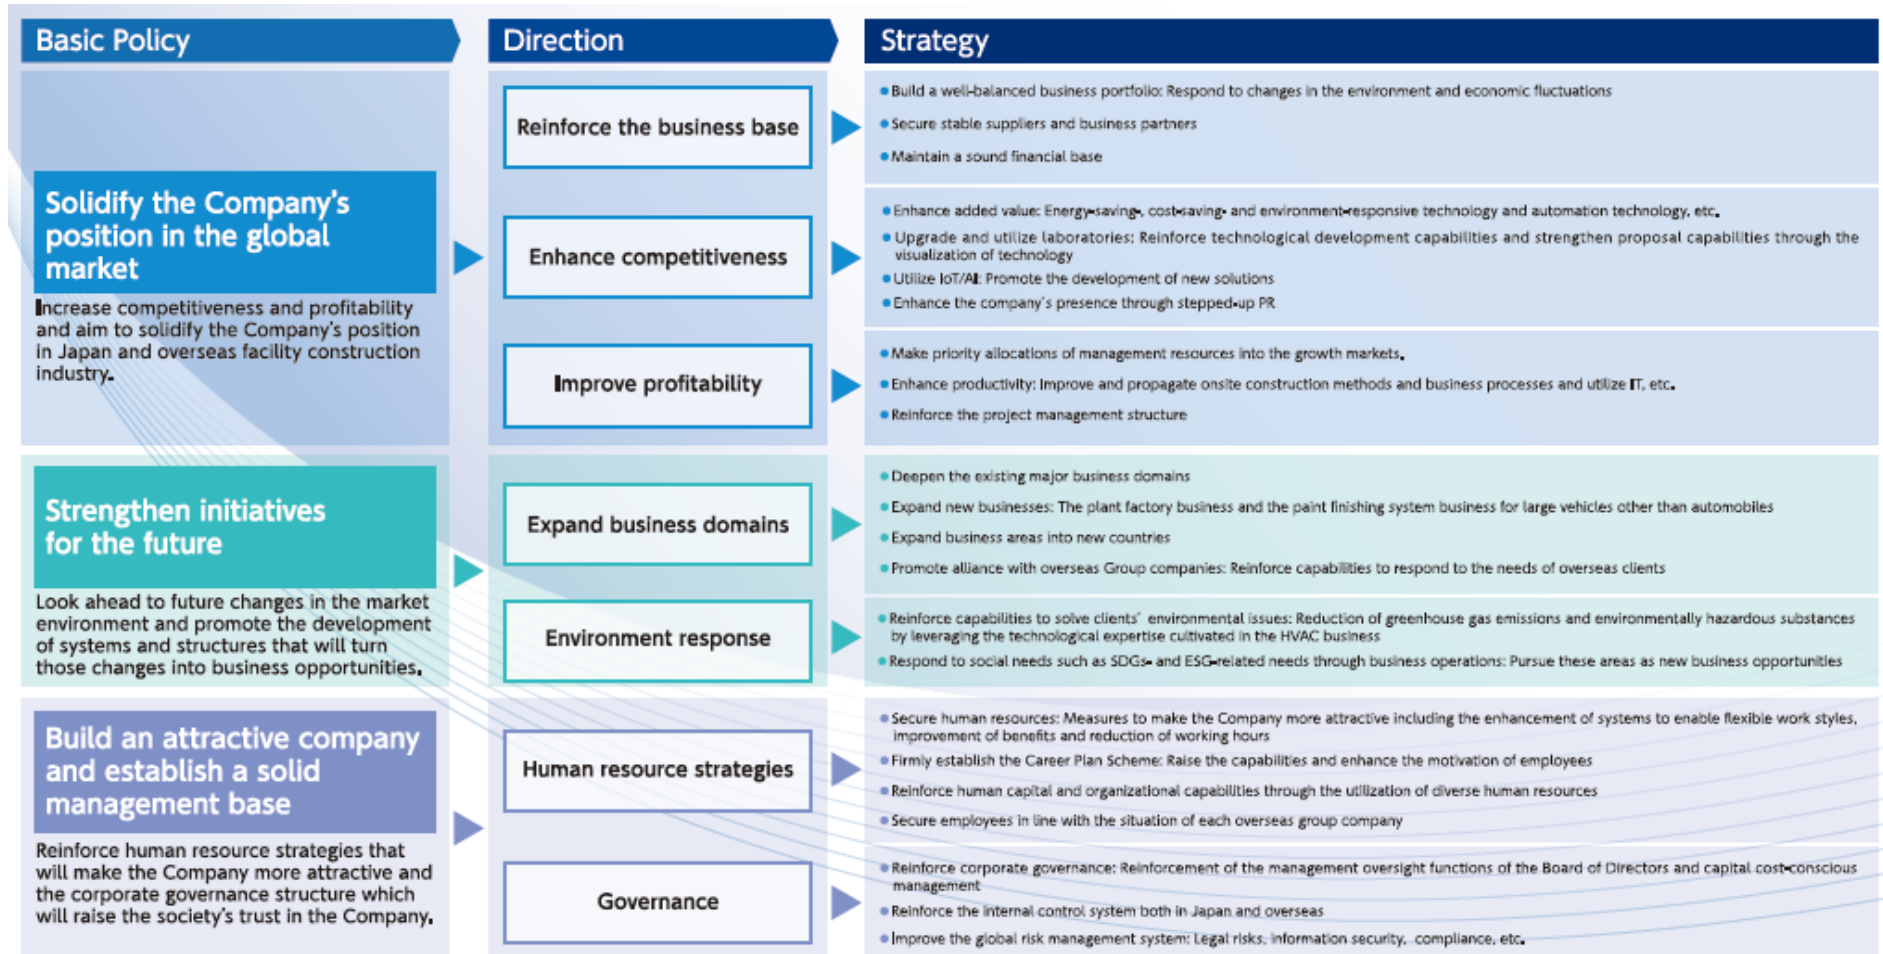 Basic Policy
Direction
Strategy
Solidify the Company's
position in the global
market
Increase competitiveness and profitability
and aim to solidify the Company's position
in Japan and overseas facility construction
industry.
Reinforce the business base
● Build a well-balanced business portfolio: Respond to changes in the environment and economic fluctuations
● Secure stable suppliers and business partners
● Maintain a sound financial base
Enhance competitiveness
● Enhance added value: Energy-saving-, cost-saving- and environment-responsive technology and automation technology, etc.
● Upgrade and utilize laboratories: Reinforce technological development capabilities and strengthen proposal capabilities through the
visualization of technology
● Utilize IoT/AI: Promote the development of new solutions
● Enhance the company's presence through stepped-up PR
Improve profitability
● Make priority allocations of management resources into the growth markets.
● Enhance productivity: Improve and propagate onsite construction methods and business processes and utilize IT, etc.
● Reinforce the project management structure
Strengthen initiatives
for the future
Look ahead to future changes in the market
environment and promote the development
of systems and structures that will turn
those changes into business opportunities.
Expand business domains
● Deepen the existing major business domains
● Expand new businesses: The plant factory business and the paint finishing system business for large vehicles other than automobiles
● Expand business areas into new countries
● Promote alliance with overseas Group companies: Reinforce capabilities to respond to the needs of overseas clients
Environment response
● Reinforce capabilities to solve clients' environmental issues: Reduction of greenhouse gas emissions and environmentally hazardous substances
by leveraging the technological expertise cultivated in the HVAC business
● Respond to social needs such as SDGs- and ESG-related needs through business operations: Pursue these areas as new business opportunities
Build an attractive company
and establish a solid
management base
Reinforce human resource strategies that
will make the Company more attractive and
the corporate governance structure which
will raise the society's trust in the Company.
Human resource strategies
● Secure human resources: Measures to make the Company more attractive including the enhancement of systems to enable flexible work styles,
improvement of benefits and reduction of working hours
● Firmly establish the Career Plan Scheme: Raise the capabilities and enhance the motivation of employees
● Reinforce human capital and organizational capabilities through the utilization of diverse human resources
● Secure employees in line with the situation of each overseas group company
Governance
● Reinforce corporate governance: Reinforcement of the management oversight functions of the Board of Directors and capital cost-conscious
management
● Reinforce the internal control system both in Japan and overseas
● Improve the global risk management system: Legal risks, information security, compliance, etc.